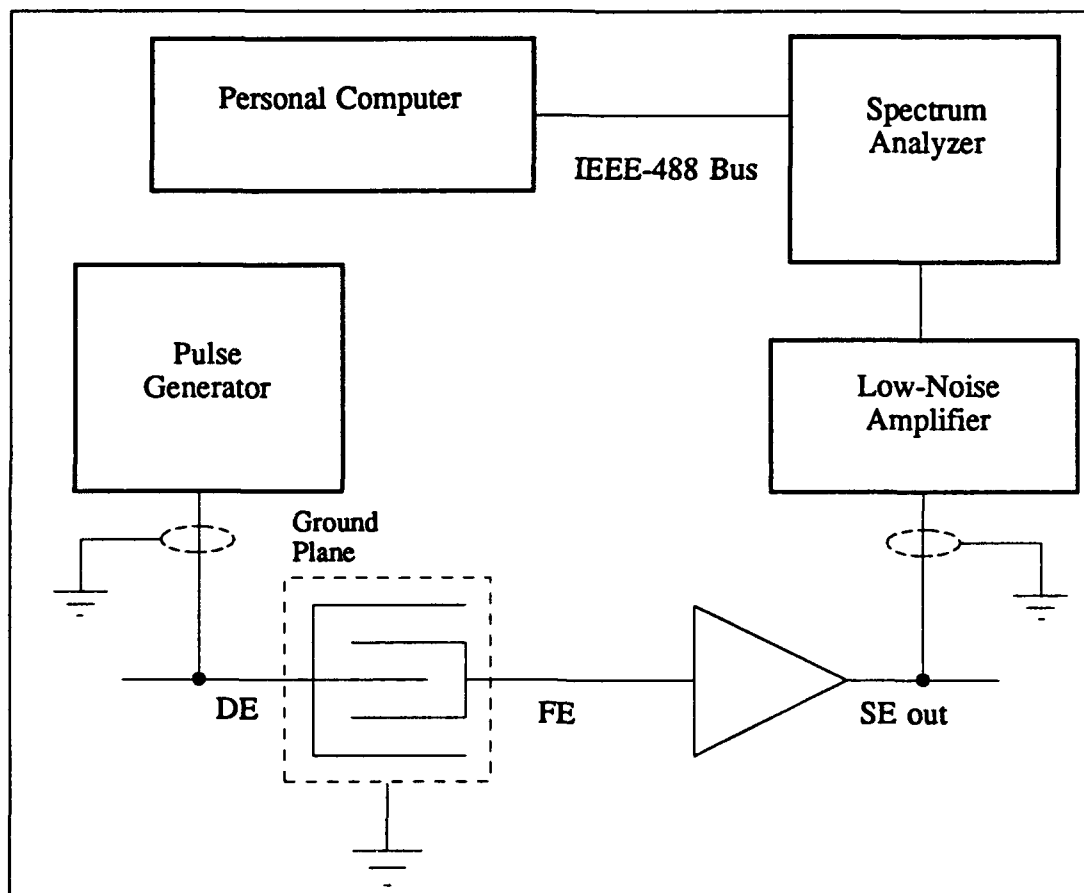 Personal Computer
Spectrum
Analyzer
IEEE-488 Bus
Pulse
Generator
Low-Noise
Amplifier
Ground
Plane
DE
FE
SE out